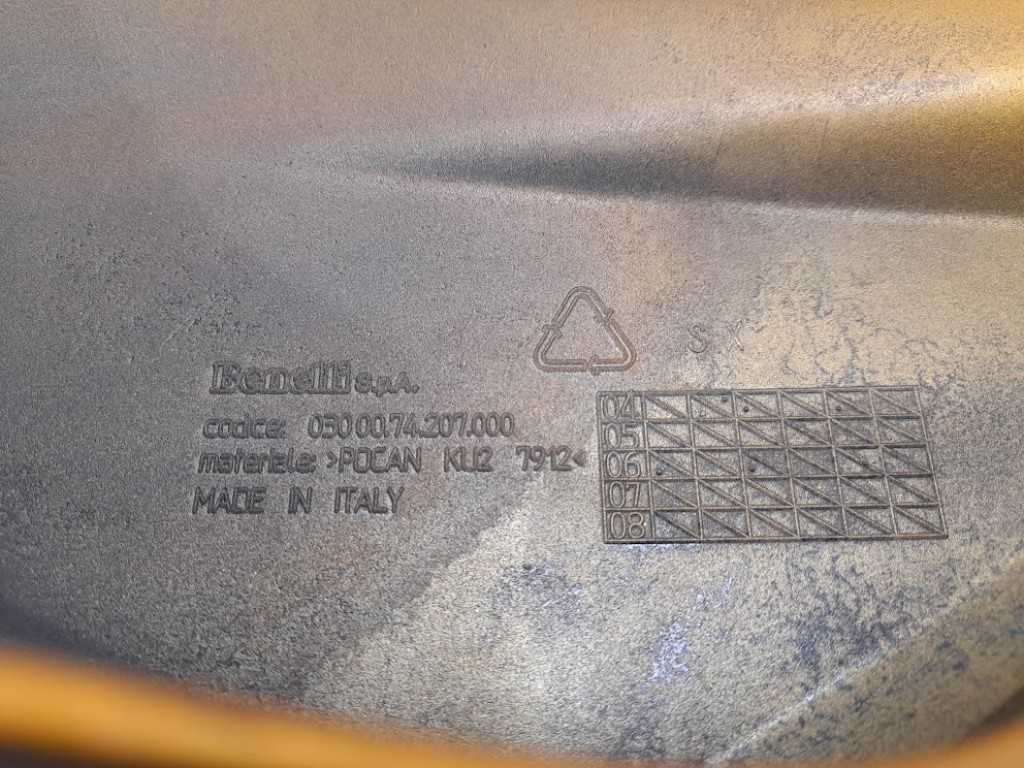 SX
Benelli S.p.A.
codice: 030.00.74.207.000
materiale: >POCAN KU2 7912<
MADE IN ITALY
04
05
06
07
08